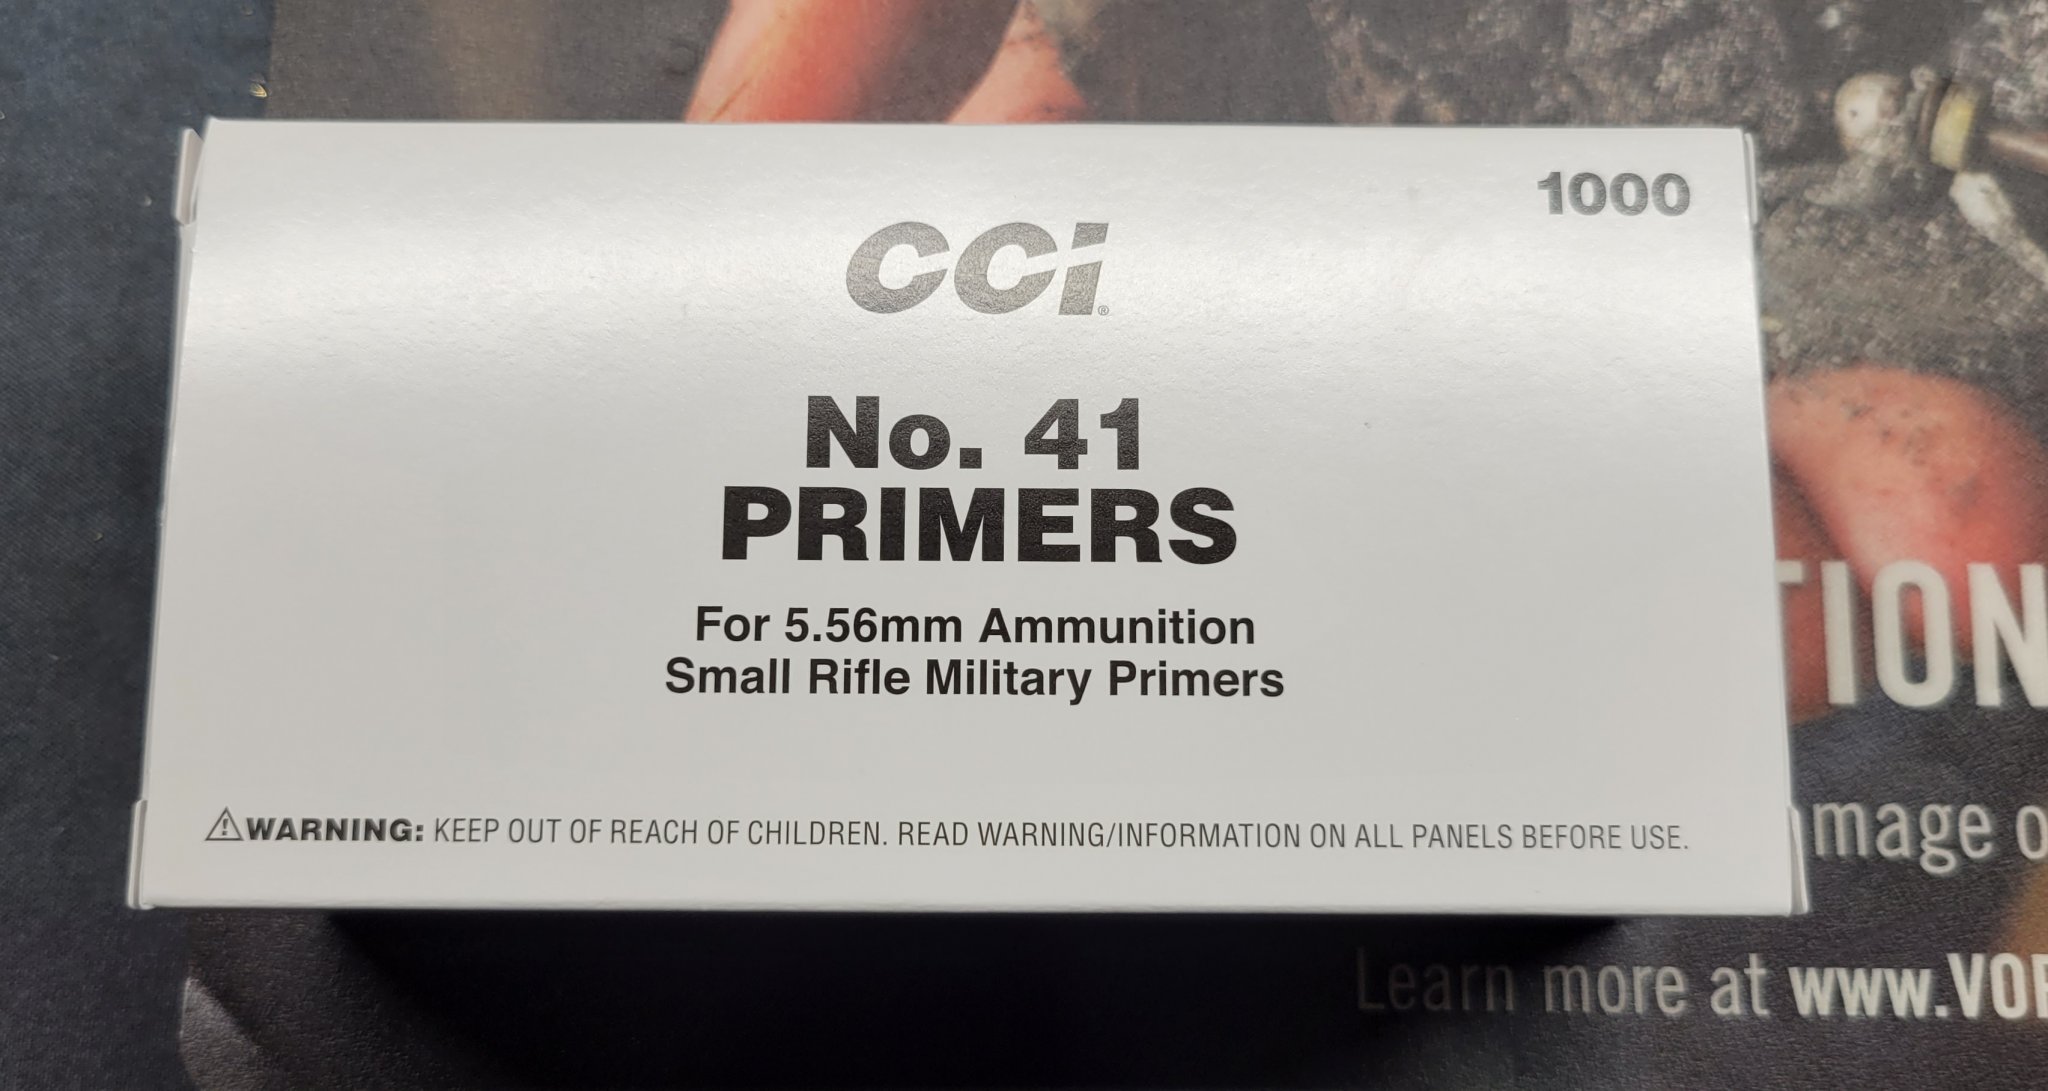 1000
CCI®
No. 41
PRIMERS
For 5.56mm Ammunition
Small Rifle Military Primers
⚠WARNING: KEEP OUT OF REACH OF CHILDREN. READ WARNING/INFORMATION ON ALL PANELS BEFORE USE.
TION
mage o
Learn more at www.VOR